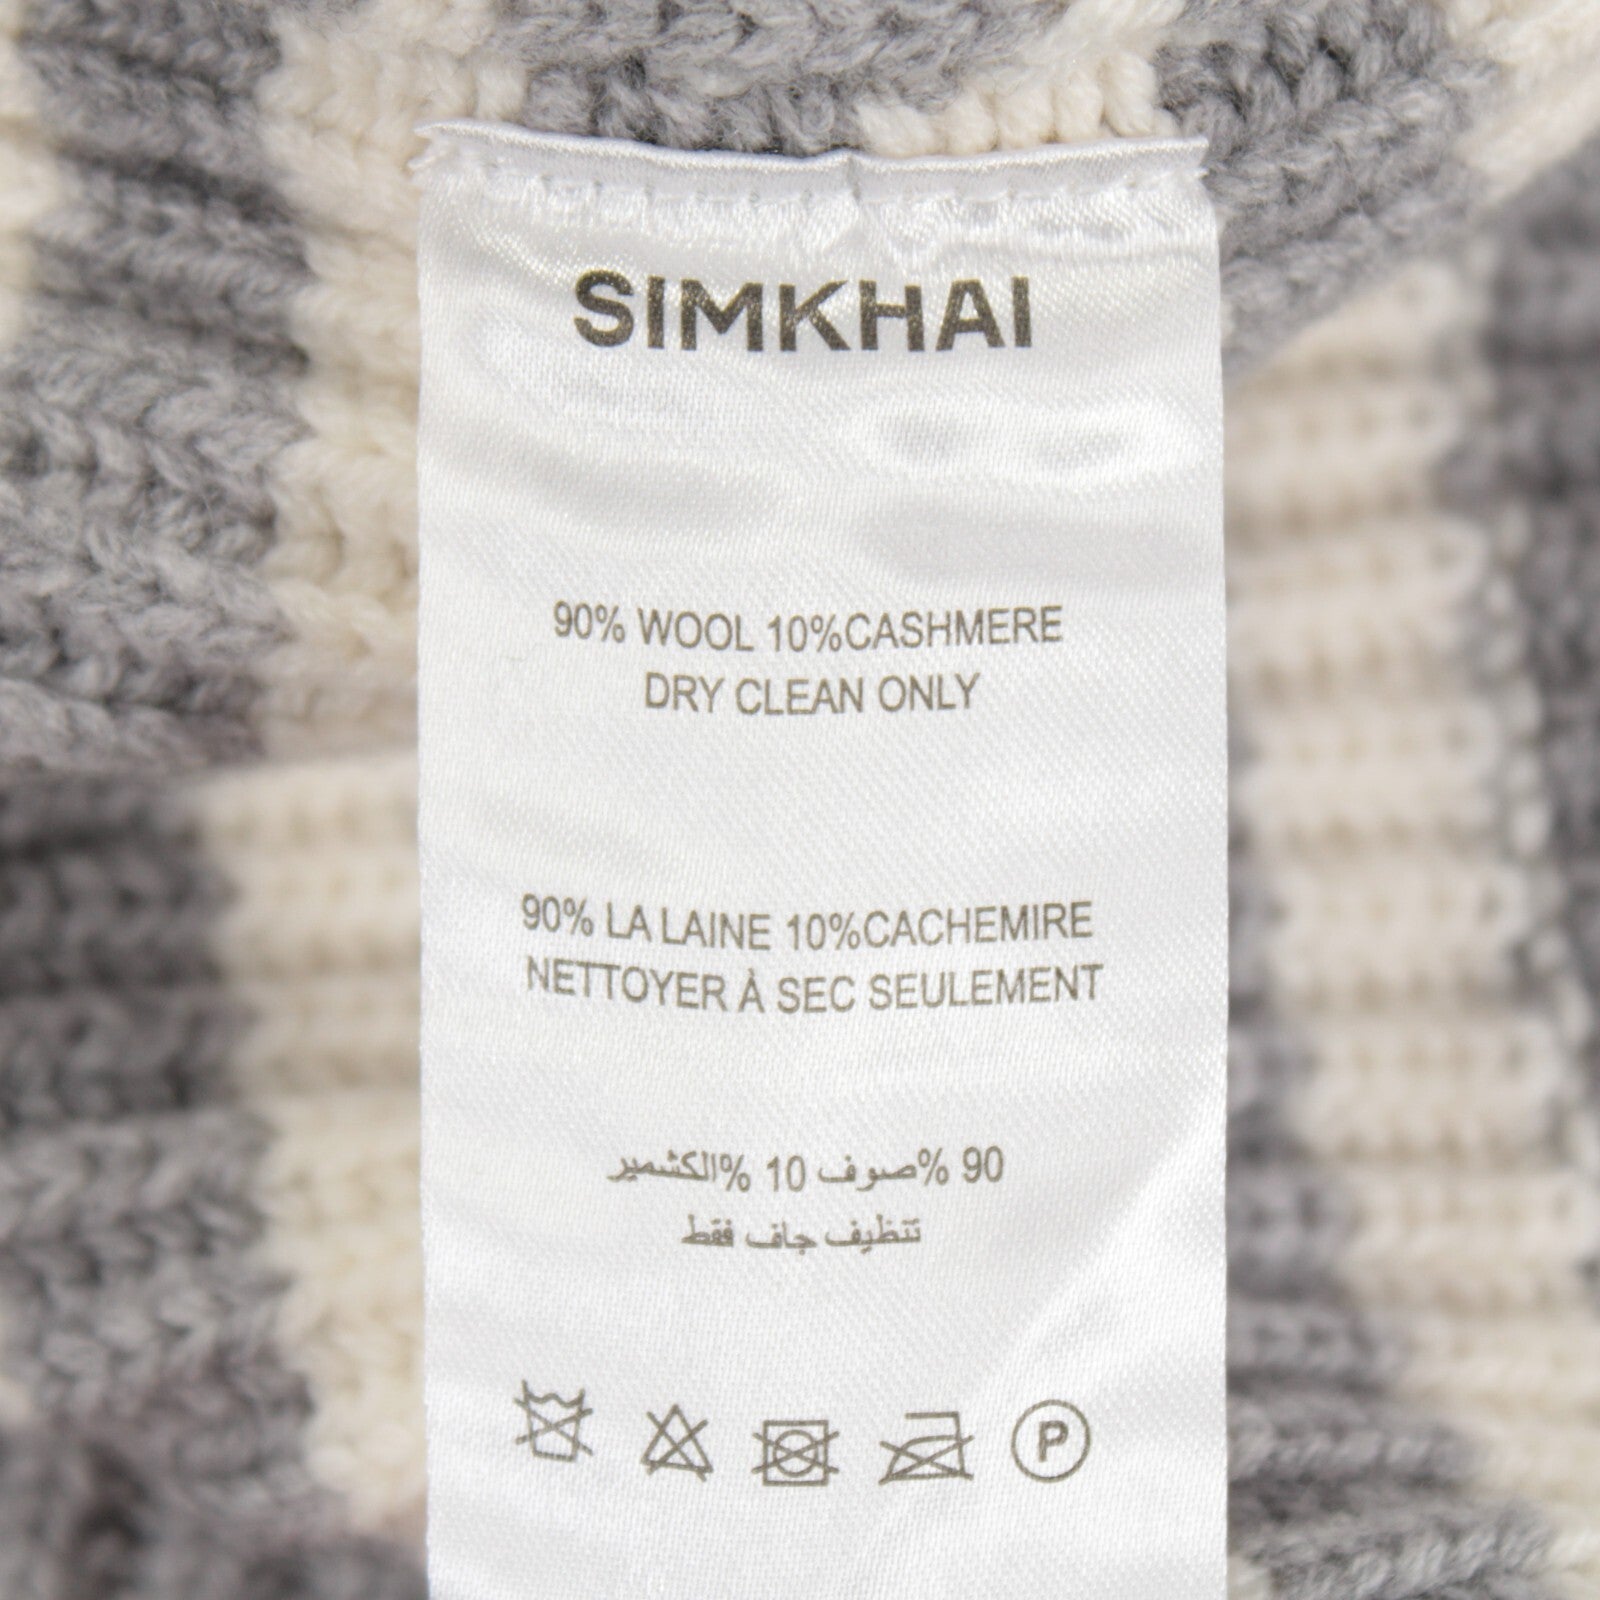 SIMKHAI
90% WOOL 10%CASHMERE
DRY CLEAN ONLY
90% LA LAINE 10%CACHEMIRE
NETTOYER À SEC SEULEMENT
90 %صوف 10 %الكشمير
تنظيف جاف فقط
P